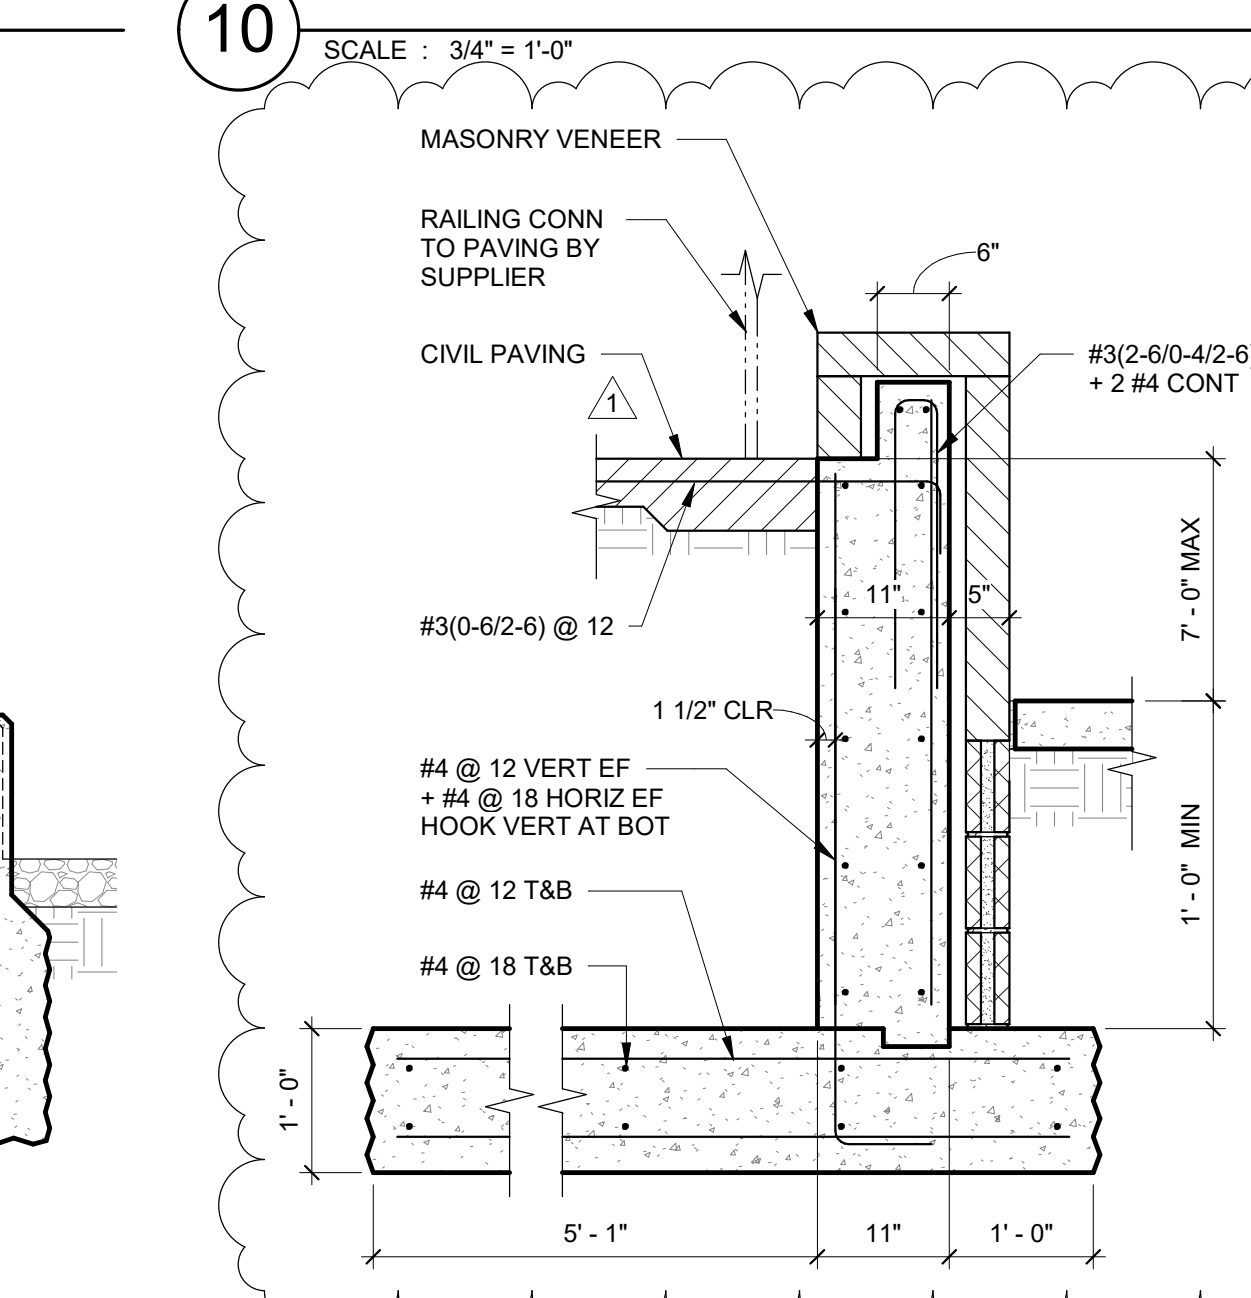 10
SCALE : 3/4" = 1'-0"
MASONRY VENEER
RAILING CONN
TO PAVING BY
SUPPLIER
6"
CIVIL PAVING
1
#3(2-6/0-4/2-6)
+ 2 #4 CONT
7' - 0" MAX
11"
5"
#3(0-6/2-6) @ 12
1 1/2" CLR
#4 @ 12 VERT EF
+ #4 @ 18 HORIZ EF
HOOK VERT AT BOT
1' - 0" MIN
#4 @ 12 T&B
#4 @ 18 T&B
1' - 0"
5' - 1"
11"
1' - 0"